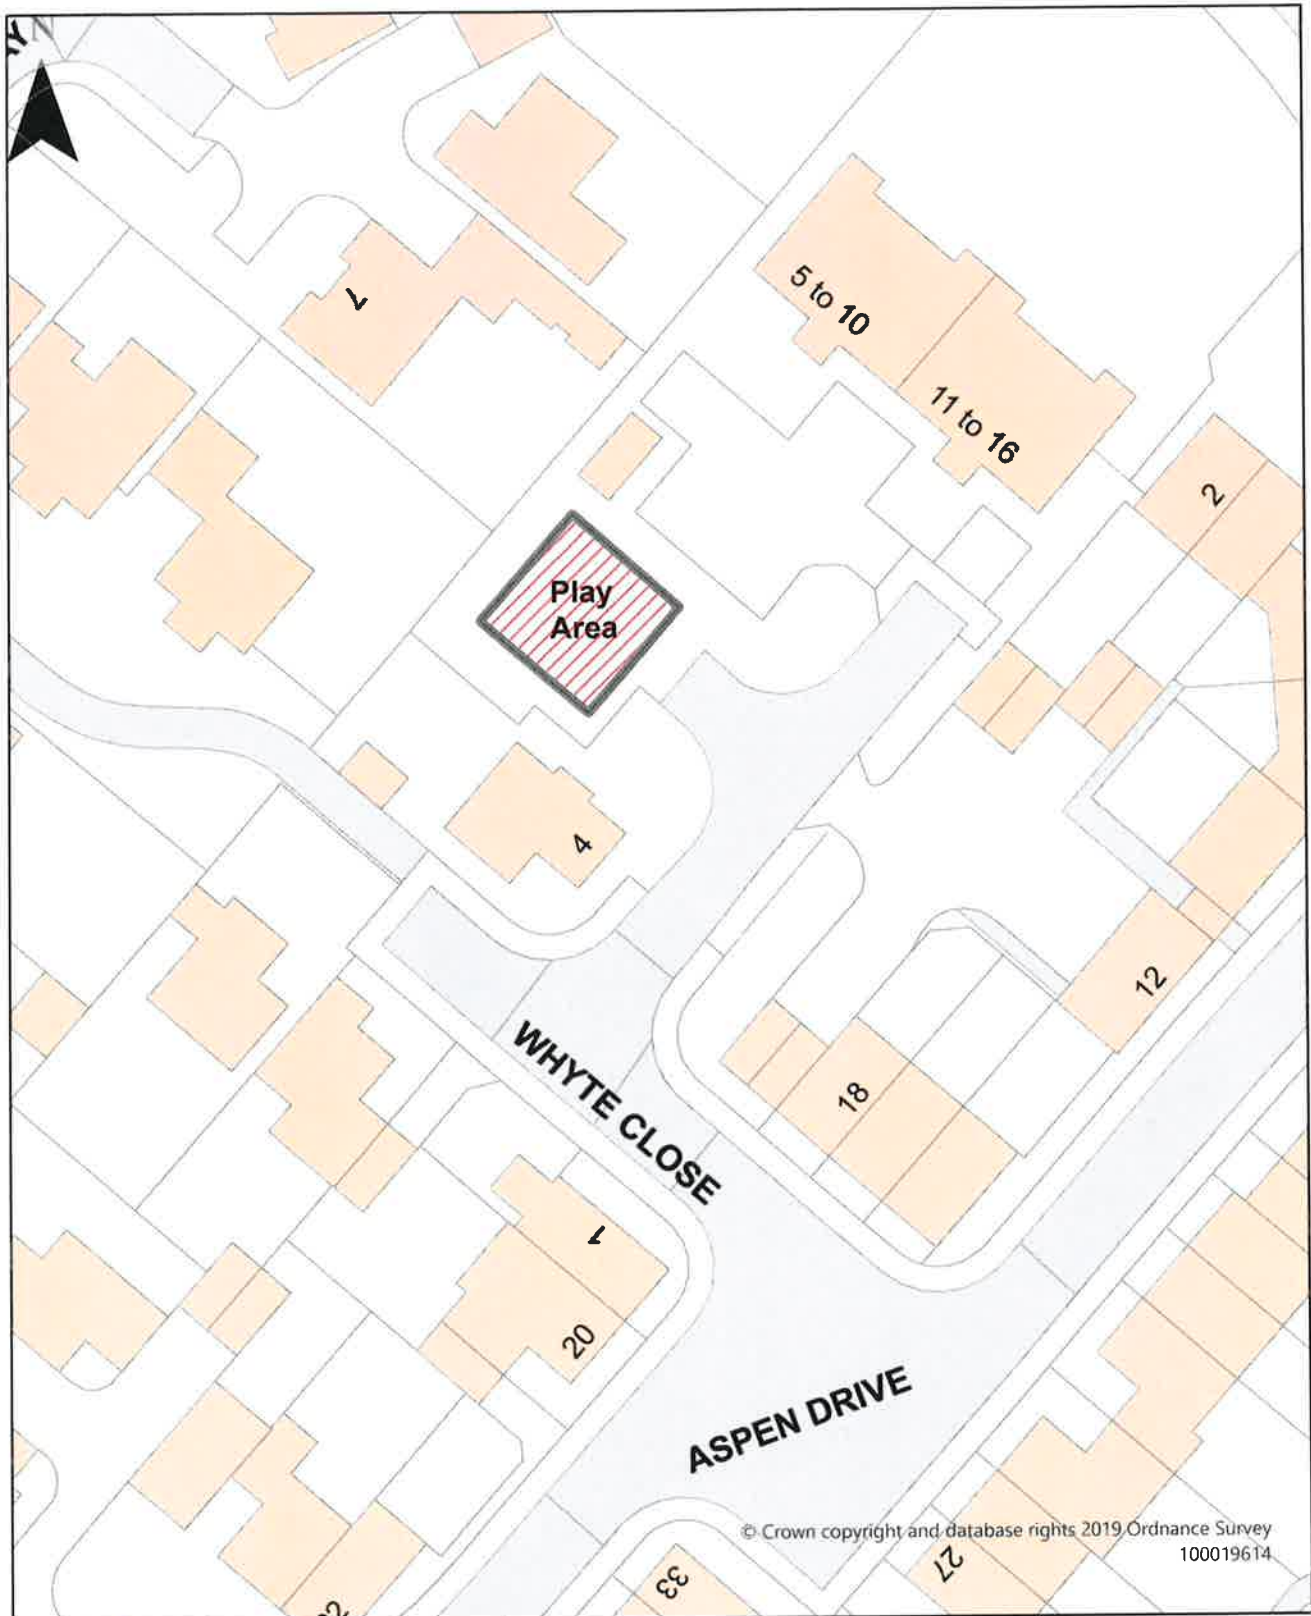 N
7
5 to 10
11 to 16
2
Play
Area
4
12
18
WHYTE CLOSE
1
20
ASPEN DRIVE
© Crown copyright and database rights 2019 Ordnance Survey
100019614
27
33